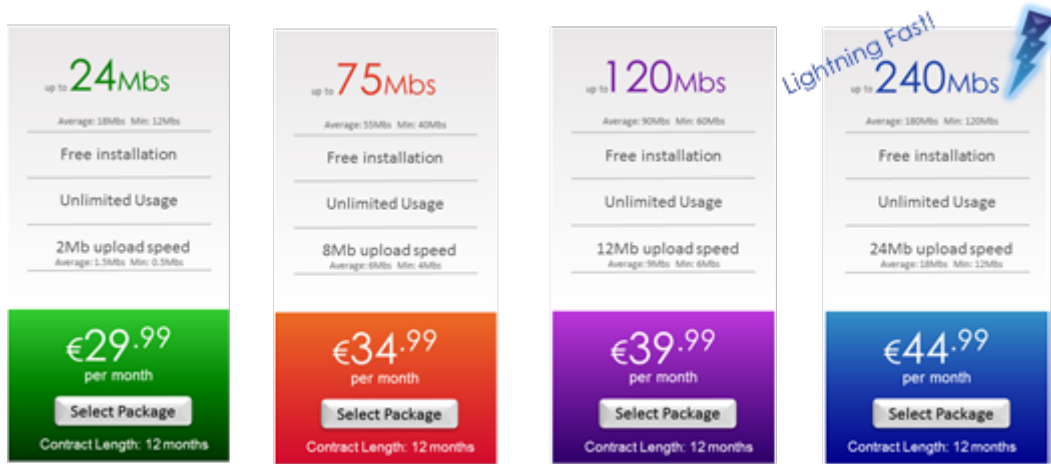 up to 24Mbs
Average: 18Mbs Min: 12Mbs
Free installation
Unlimited Usage
2Mb upload speed
Average: 1.5Mbs Min: 0.5Mbs
€29.99
per month
Select Package
Contract Length: 12 months
up to 75Mbs
Average: 55Mbs Min: 40Mbs
Free installation
Unlimited Usage
8Mb upload speed
Average: 6Mbs Min: 4Mbs
€34.99
per month
Select Package
Contract Length: 12 months
up to 120Mbs
Average: 90Mbs Min: 60Mbs
Free installation
Unlimited Usage
12Mb upload speed
Average: 9Mbs Min: 6Mbs
€39.99
per month
Select Package
Contract Length: 12 months
Lightning Fast!
up to 240Mbs
Average: 180Mbs Min: 120Mbs
Free installation
Unlimited Usage
24Mb upload speed
Average: 18Mbs Min: 12Mbs
€44.99
per month
Select Package
Contract Length: 12 months